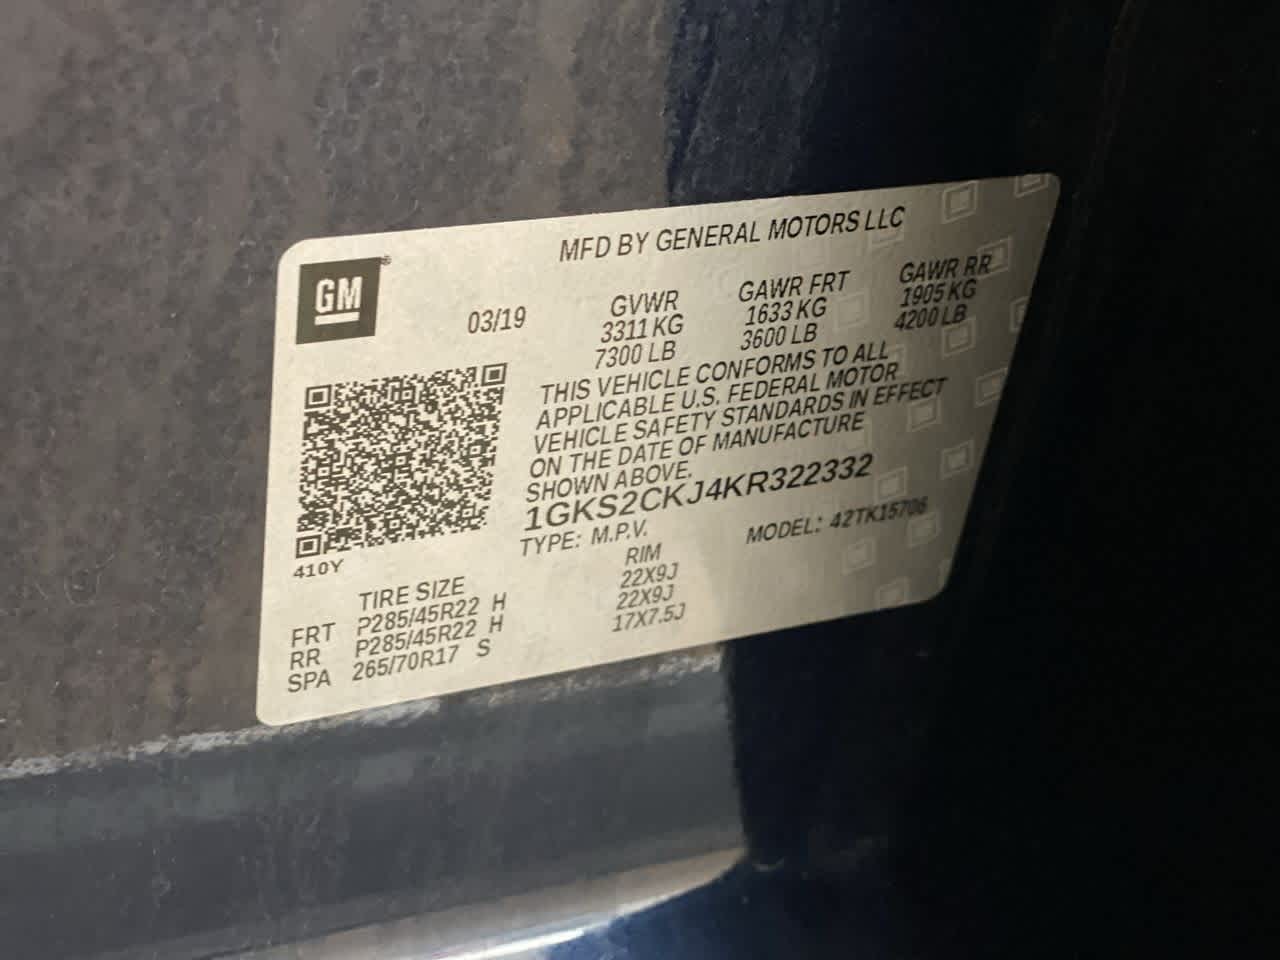 MFD BY GENERAL MOTORS LLC
GM®
03/19
GVWR GAWR FRT GAWR RR
3311 KG 1633 KG 1905 KG
7300 LB 3600 LB 4200 LB
THIS VEHICLE CONFORMS TO ALL
APPLICABLE U.S. FEDERAL MOTOR
VEHICLE SAFETY STANDARDS IN EFFECT
ON THE DATE OF MANUFACTURE
SHOWN ABOVE.
1GKS2CKJ4KR322332
TYPE: M.P.V. MODEL: 42TK15706
410Y
TIRE SIZE RIM
FRT P285/45R22 H 22X9J
RR P285/45R22 H 22X9J
SPA 265/70R17 S 17X7.5J